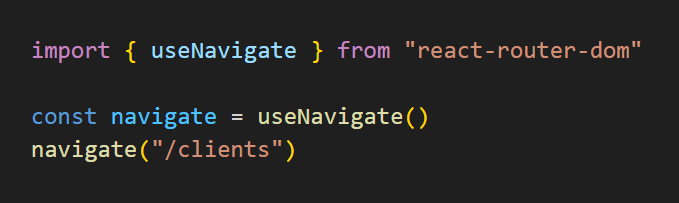 import { useNavigate } from "react-router-dom"
const navigate = useNavigate()
navigate("/clients")